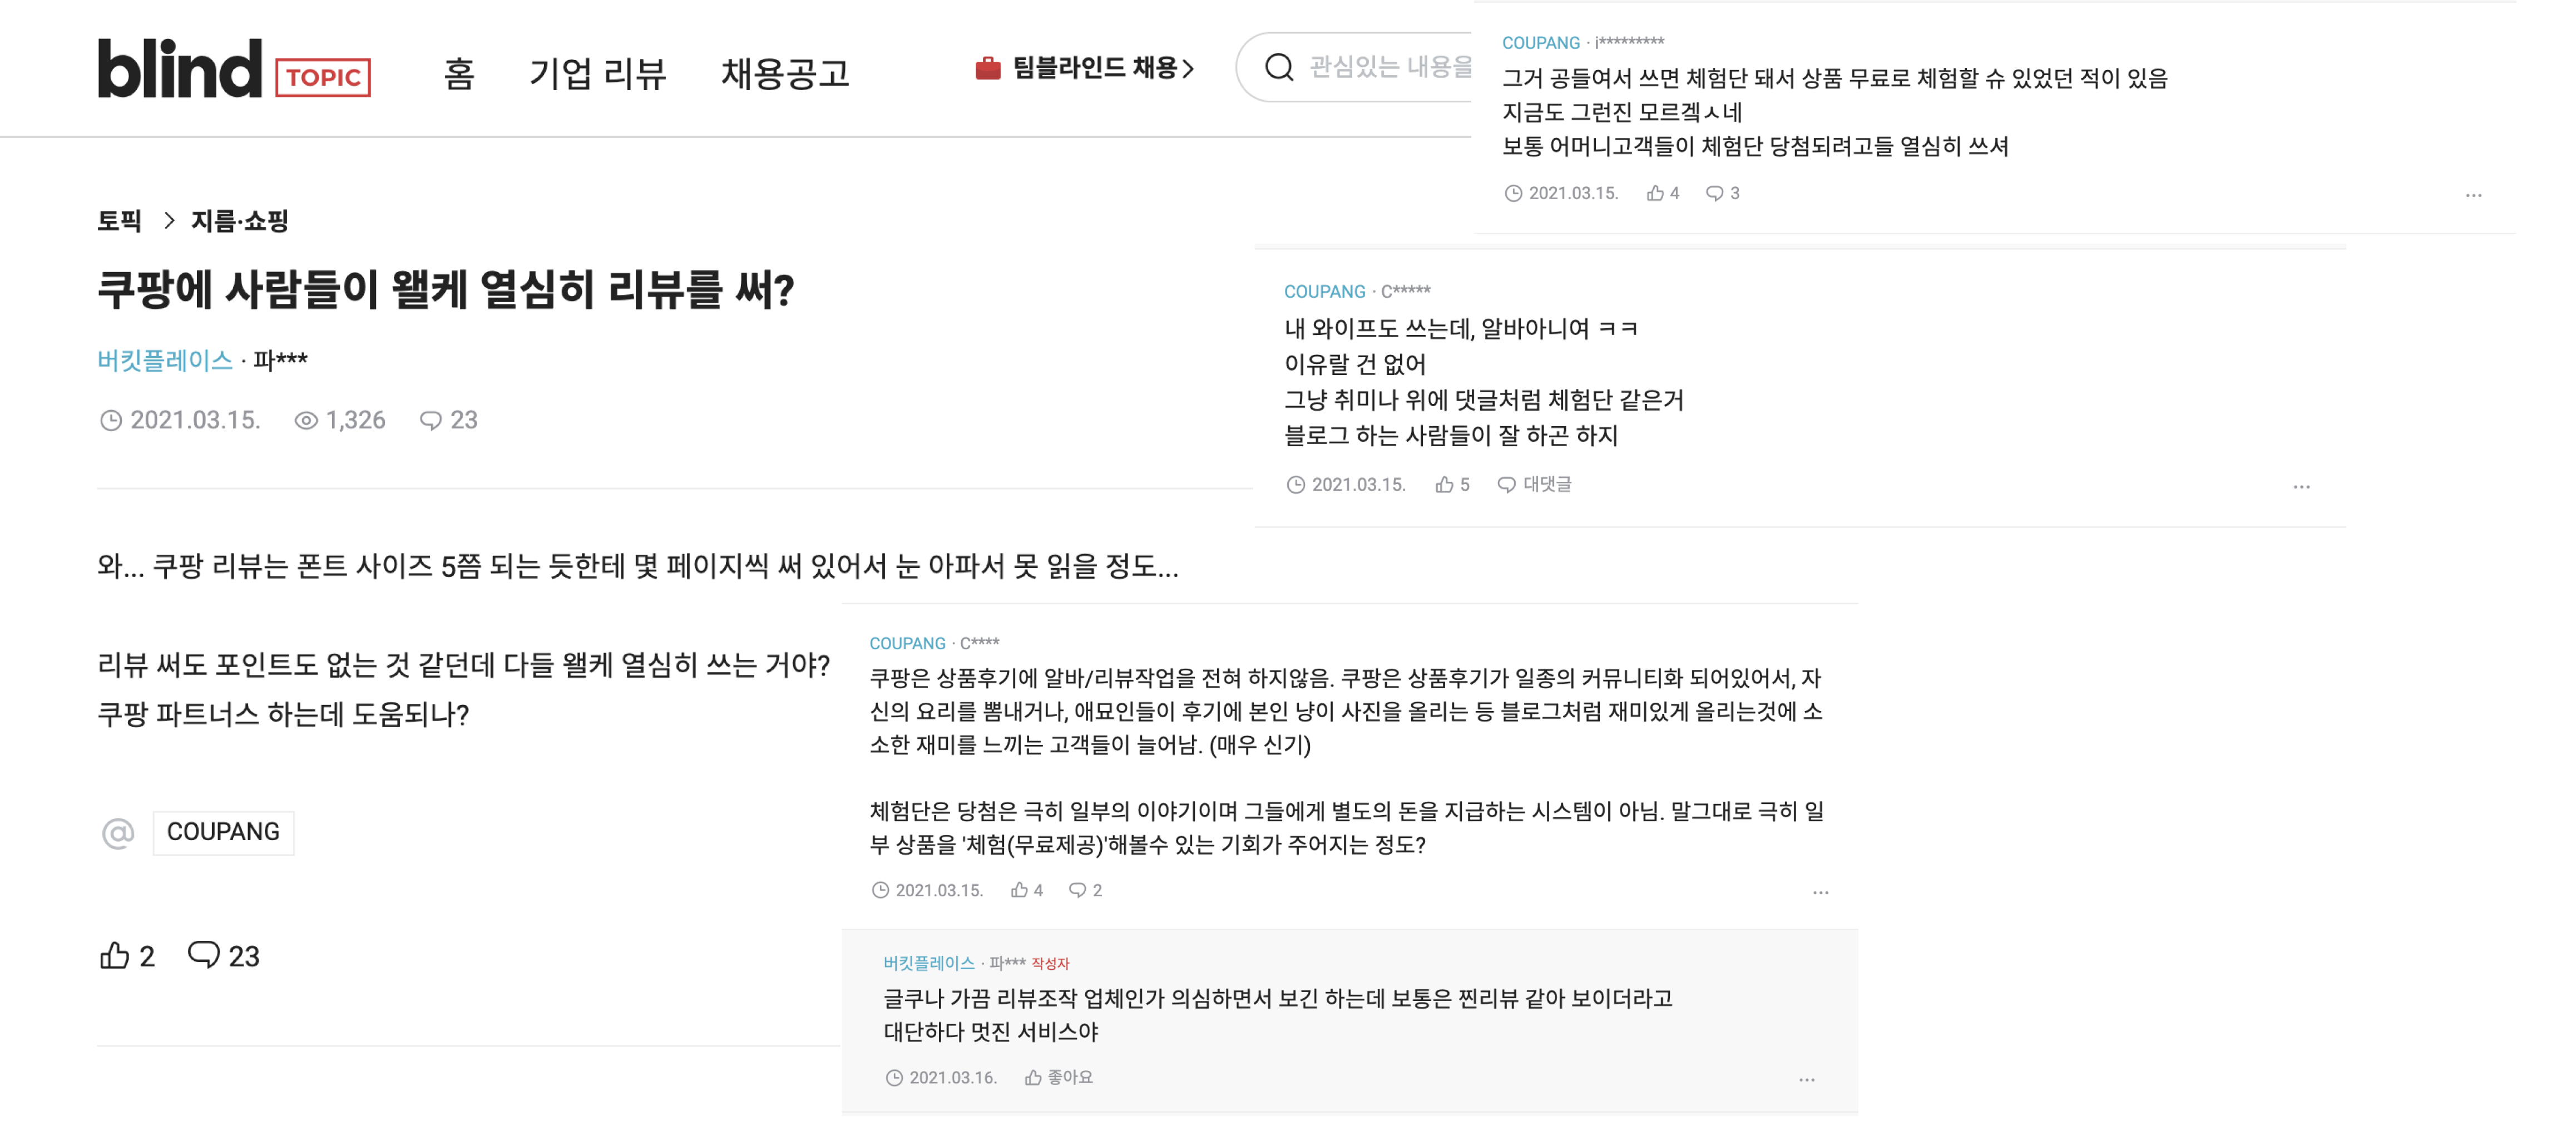 blind TOPIC 홈 기업 리뷰 채용공고 팀블라인드 채용 관심있는 내용을
토픽 > 지름·쇼핑
쿠팡에 사람들이 왤케 열심히 리뷰를 써?
버킷플레이스 · 파***
2021.03.15. 1,326 23
와... 쿠팡 리뷰는 폰트 사이즈 5쯤 되는 듯한테 몇 페이지씩 써 있어서 눈 아파서 못 읽을 정도...
리뷰 써도 포인트도 없는 것 같던데 다들 왤케 열심히 쓰는 거야?
쿠팡 파트너스 하는데 도움되나?
@ COUPANG
2 23
COUPANG · i*********
그거 공들여서 쓰면 체험단 돼서 상품 무료로 체험할 수 있었던 적이 있음
지금도 그런진 모르겤ㅅ네
보통 어머니고객들이 체험단 당첨되려고들 열심히 쓰셔
2021.03.15. 4 3
COUPANG · C*****
내 와이프도 쓰는데, 알바아니여 ㅋㅋ
이유랄 건 없어
그냥 취미나 위에 댓글처럼 체험단 같은거
블로그 하는 사람들이 잘 하곤 하지
2021.03.15. 5 대댓글
COUPANG · C****
쿠팡은 상품후기에 알바/리뷰작업을 전혀 하지않음. 쿠팡은 상품후기가 일종의 커뮤니티화 되어있어서, 자
신의 요리를 뽐내거나, 애묘인들이 후기에 본인 냥이 사진을 올리는 등 블로그처럼 재미있게 올리는것에 소
소한 재미를 느끼는 고객들이 늘어남. (매우 신기)
체험단은 당첨은 극히 일부의 이야기이며 그들에게 별도의 돈을 지급하는 시스템이 아님. 말그대로 극히 일
부 상품을 '체험(무료제공)'해볼수 있는 기회가 주어지는 정도?
2021.03.15. 4 2
버킷플레이스 · 파*** 작성자
글쿠나 가끔 리뷰조작 업체인가 의심하면서 보긴 하는데 보통은 찐리뷰 같아 보이더라고
대단하다 멋진 서비스야
2021.03.16. 좋아요